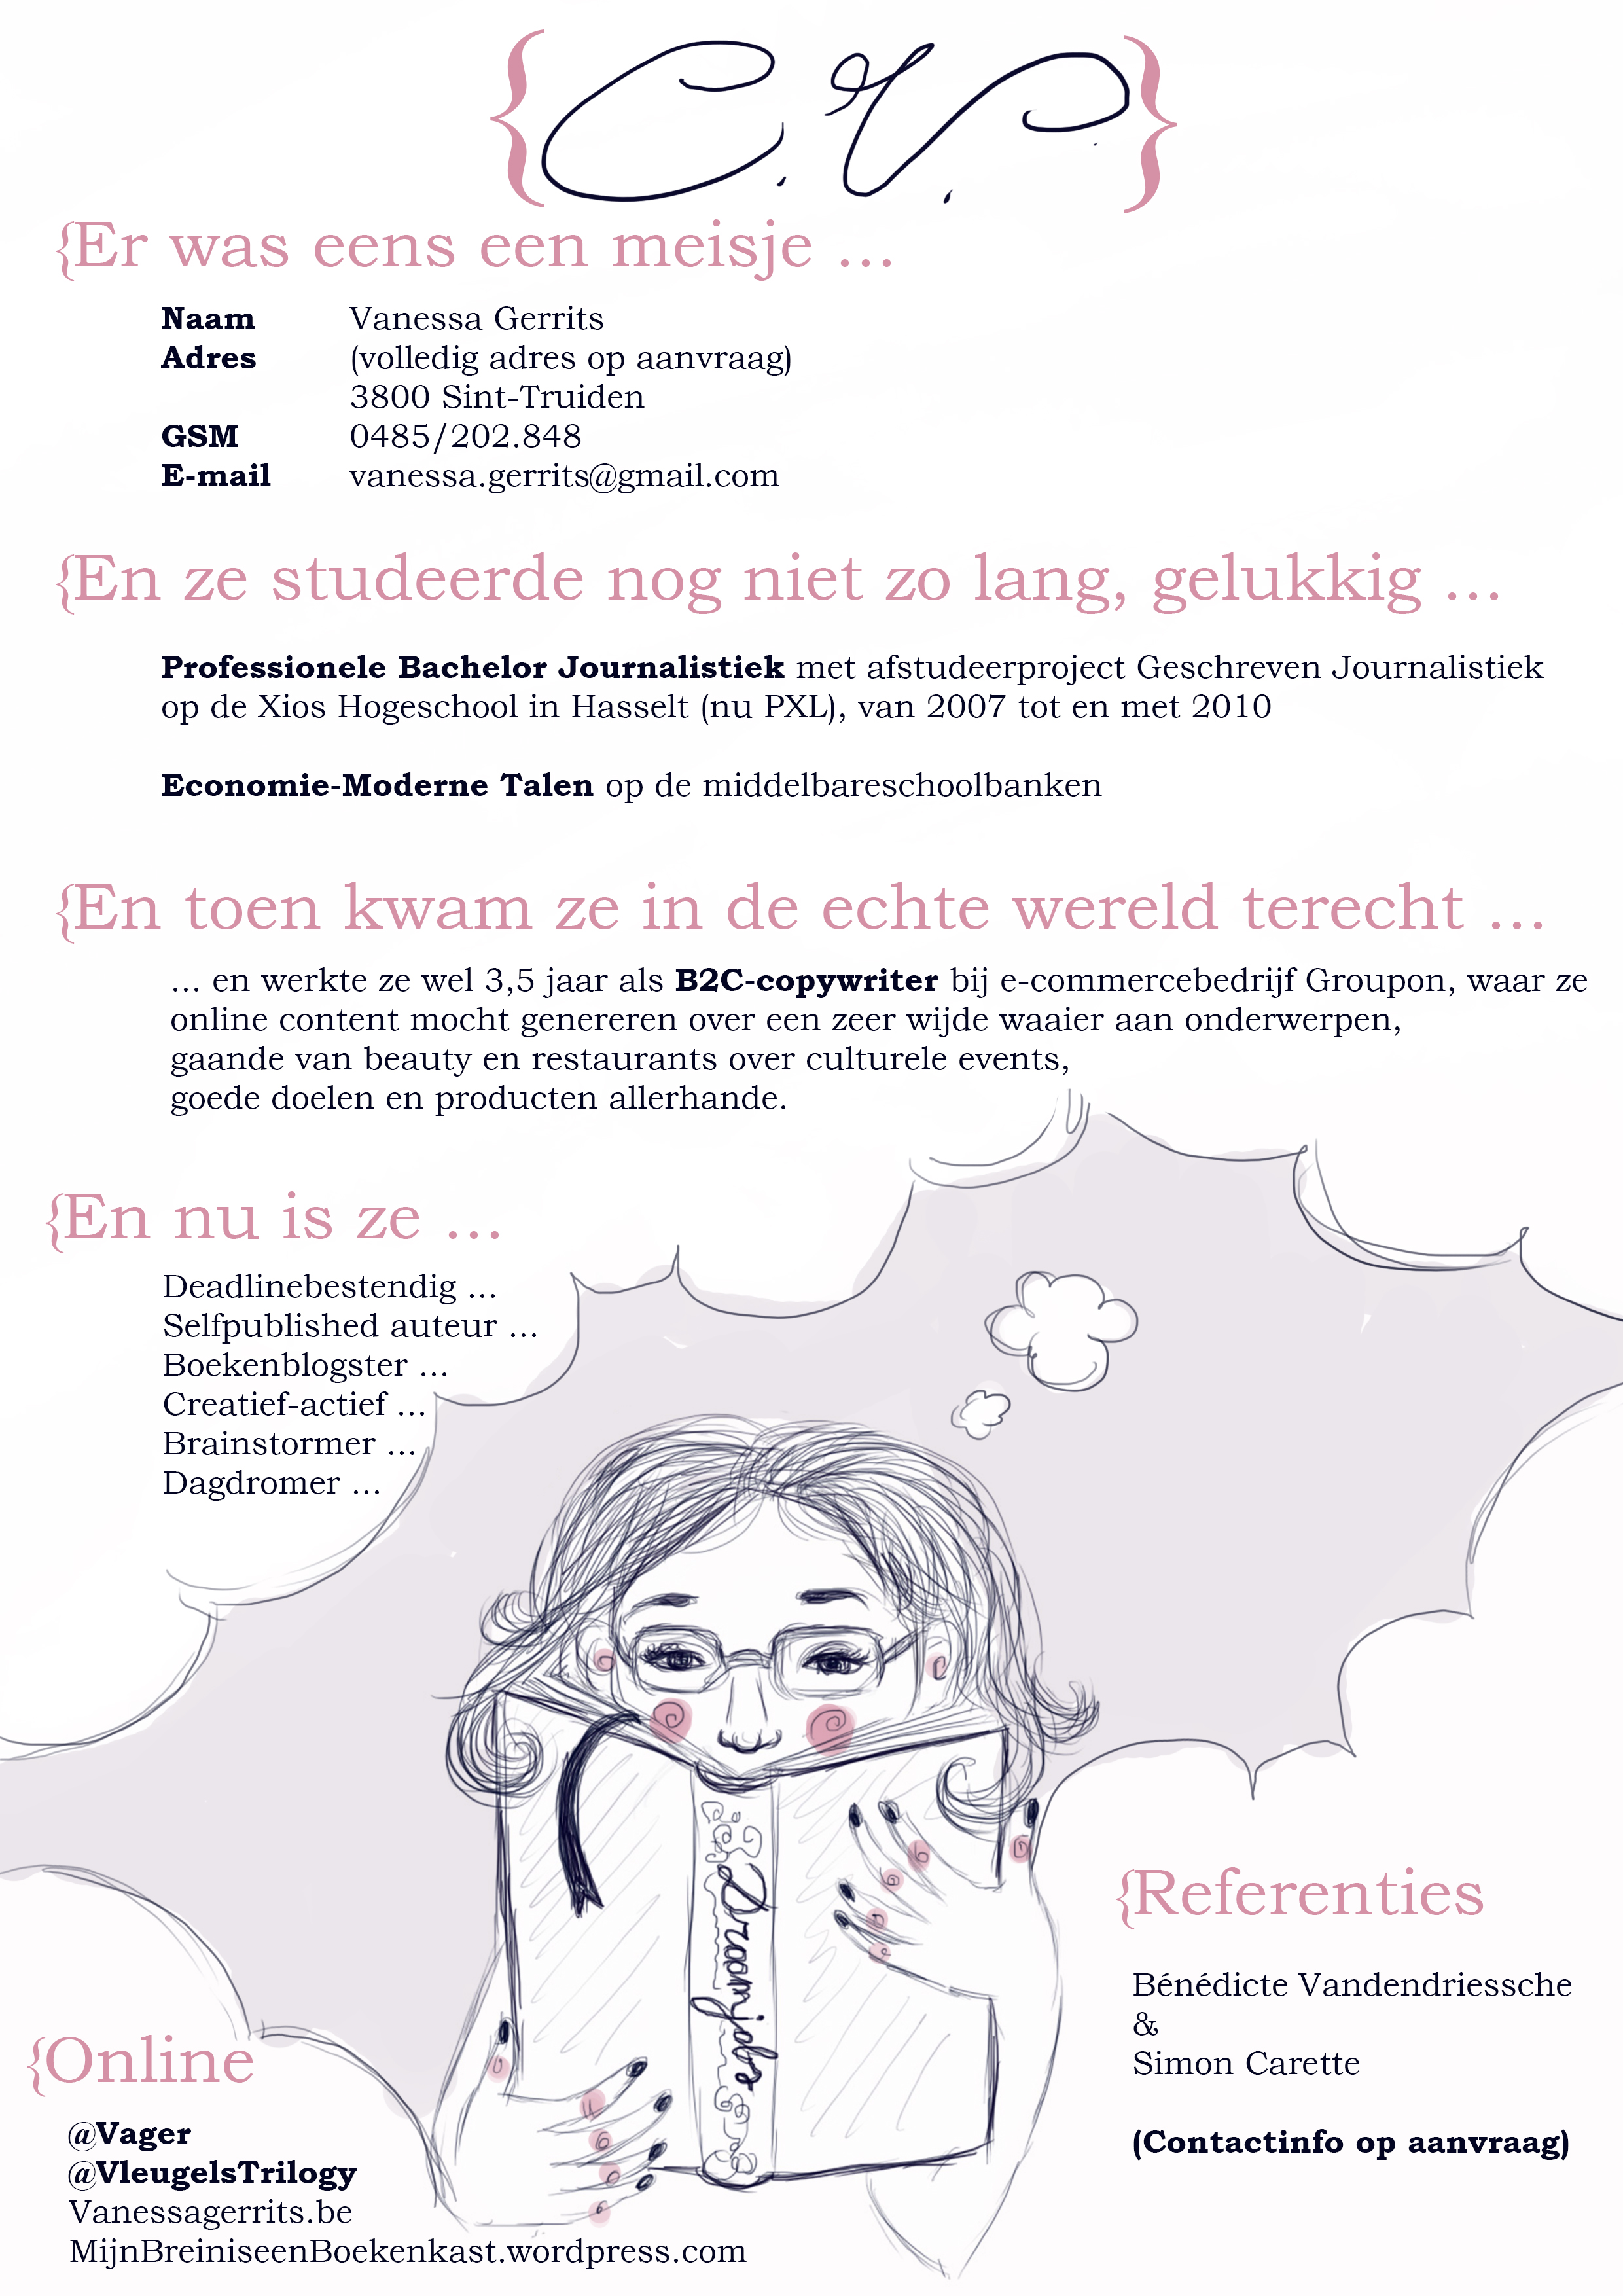 {C.V.}
{Er was eens een meisje ...
Naam Vanessa Gerrits
Adres (volledig adres op aanvraag)
3800 Sint-Truiden
GSM 0485/202.848
E-mail vanessa.gerrits@gmail.com
{En ze studeerde nog niet zo lang, gelukkig ...
Professionele Bachelor Journalistiek met afstudeerproject Geschreven Journalistiek
op de Xios Hogeschool in Hasselt (nu PXL), van 2007 tot en met 2010
Economie-Moderne Talen op de middelbareschoolbanken
{En toen kwam ze in de echte wereld terecht ...
... en werkte ze wel 3,5 jaar als B2C-copywriter bij e-commercebedrijf Groupon, waar ze
online content mocht genereren over een zeer wijde waaier aan onderwerpen,
gaande van beauty en restaurants over culturele events,
goede doelen en producten allerhande.
{En nu is ze ...
Deadlinebestendig ...
Selfpublished auteur ...
Boekenblogster ...
Creatief-actief ...
Brainstormer ...
Dagdromer ...
Droomjobs
{Referenties
Bénédicte Vandendriessche
&
Simon Carette
(Contactinfo op aanvraag)
{Online
@Vager
@VleugelsTrilogy
Vanessagerrits.be
MijnBreiniseenBoekenkast.wordpress.com